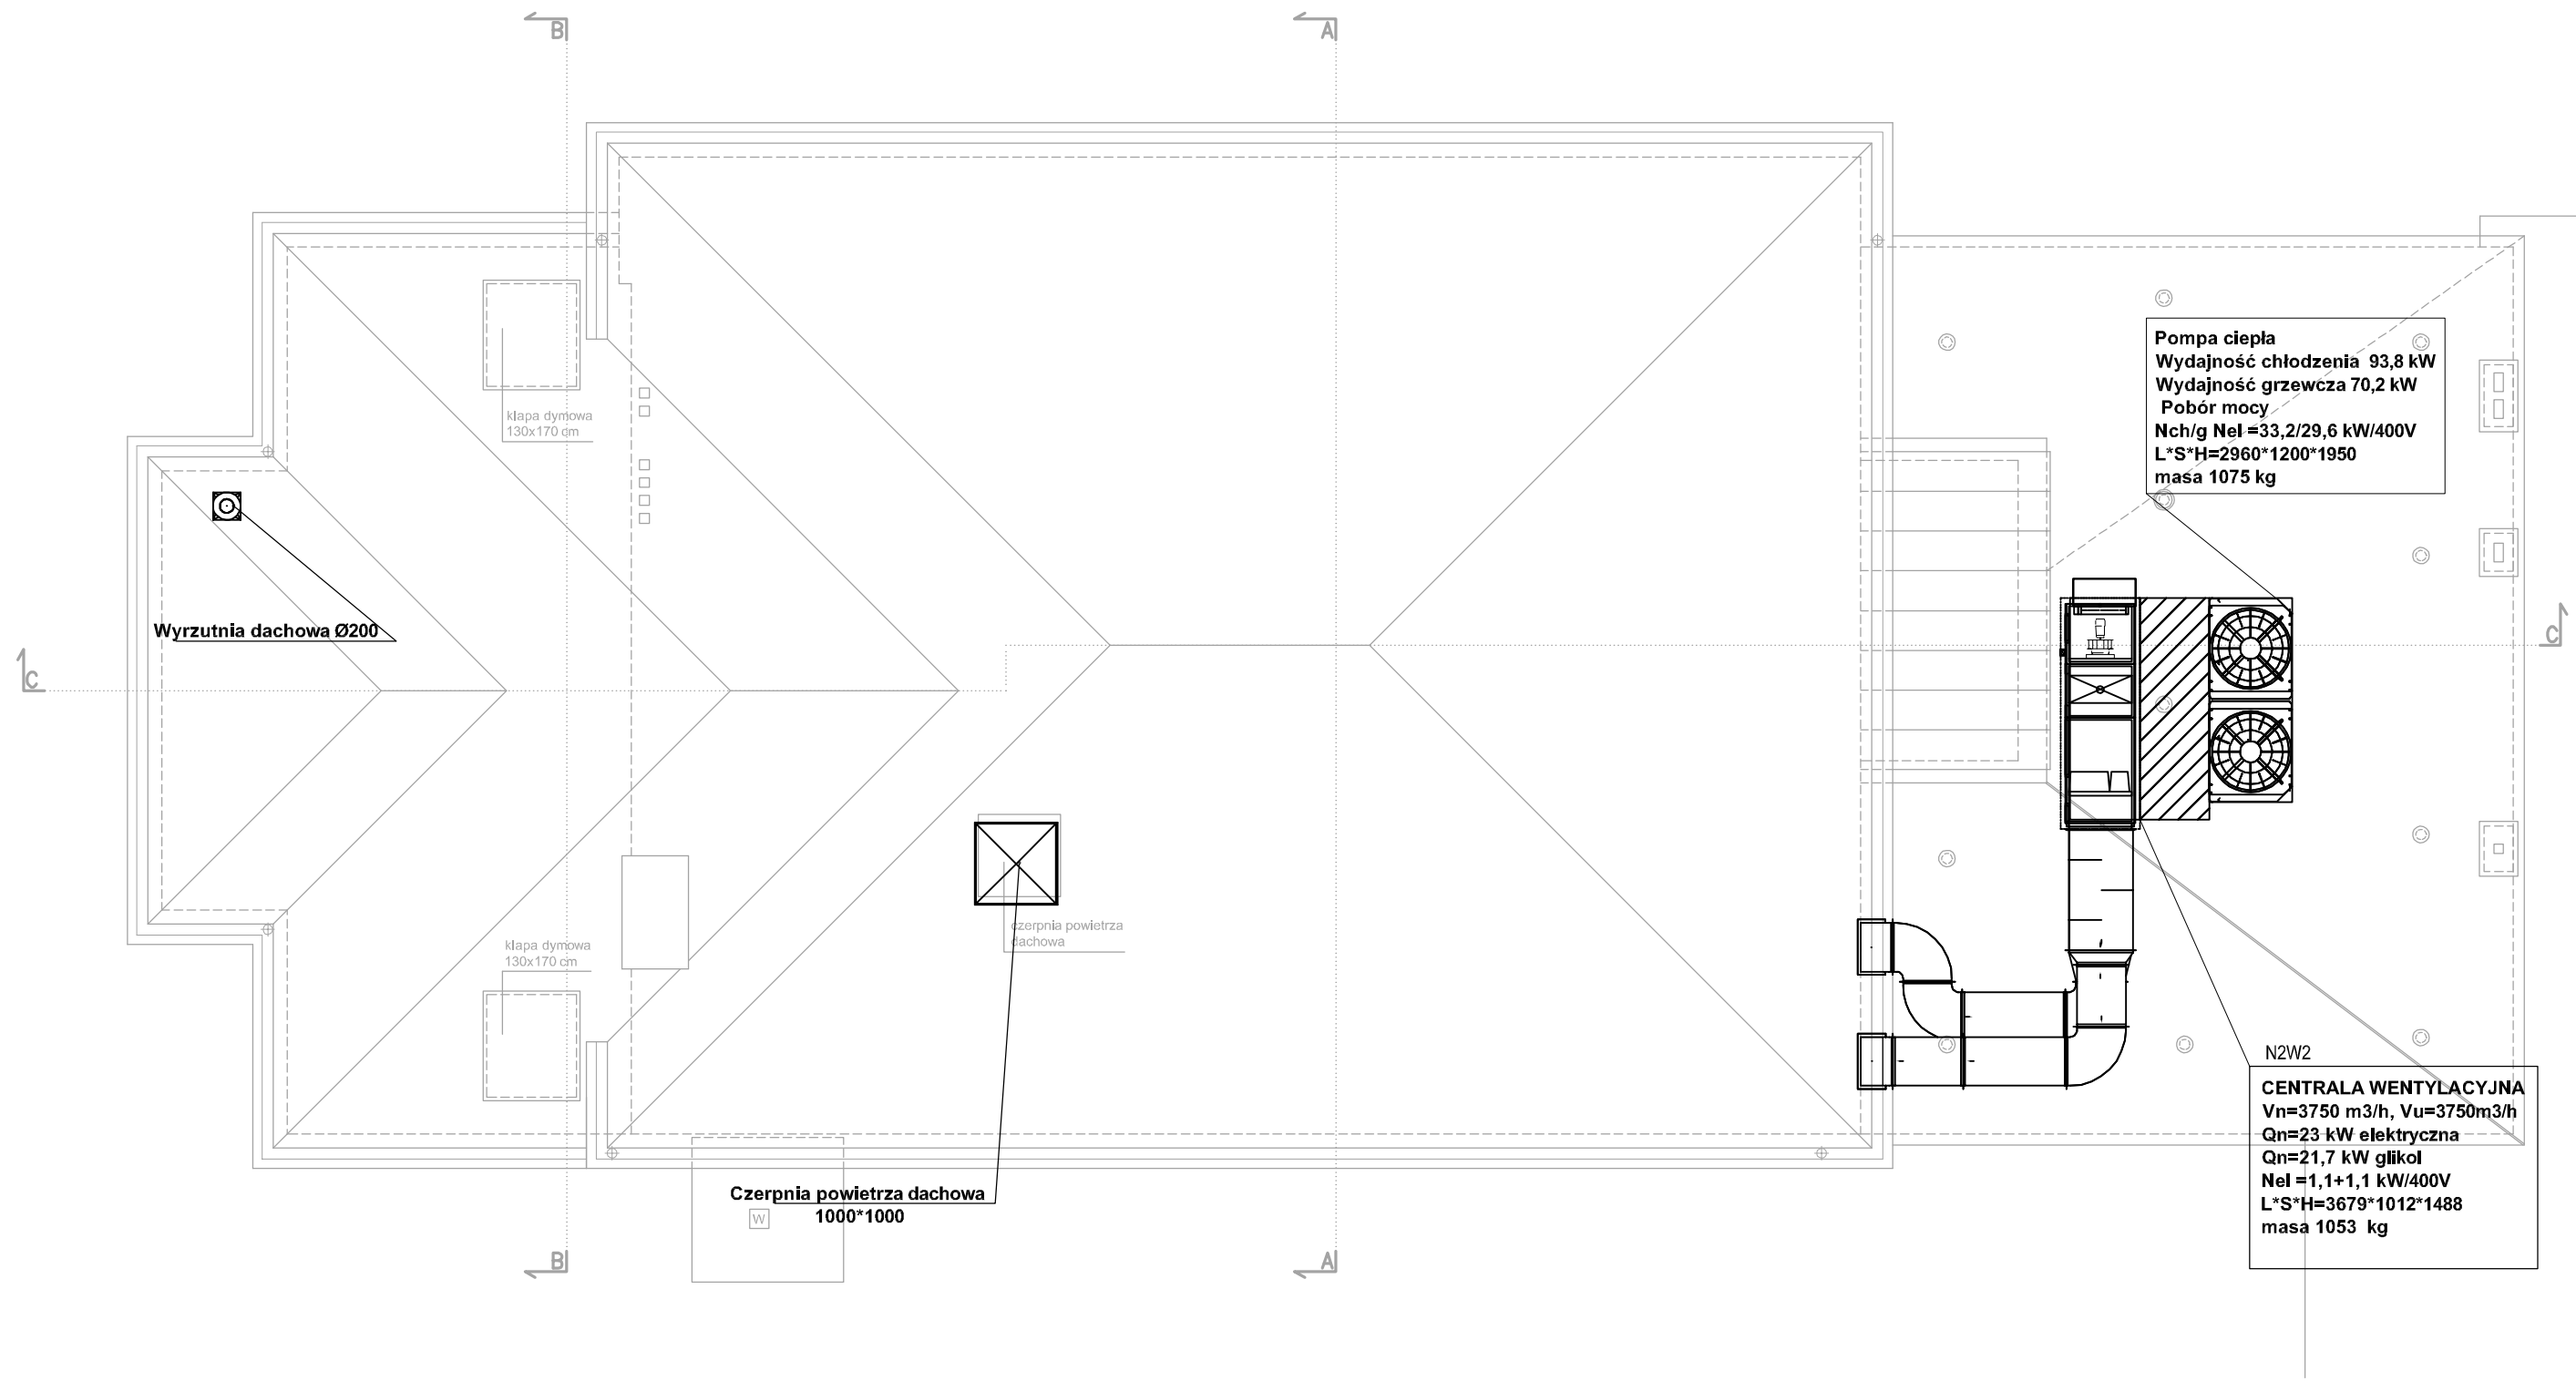 B
A
Pompa ciepła
Wydajność chłodzenia 93,8 kW
Wydajność grzewcza 70,2 kW
Pobór mocy
Nch/g Nel =33,2/29,6 kW/400V
L*S*H=2960*1200*1950
masa 1075 kg
klapa dymowa
130x170 cm
Wyrzutnia dachowa Ø200
C
C
czerpnia powietrza
dachowa
klapa dymowa
130x170 cm
N2W2
CENTRALA WENTYLACYJNA
Vn=3750 m3/h, Vu=3750m3/h
Qn=23 kW elektryczna
Qn=21,7 kW glikol
Nel =1,1+1,1 kW/400V
L*S*H=3679*1012*1488
masa 1053 kg
Czerpnia powietrza dachowa
1000*1000
W
B
A